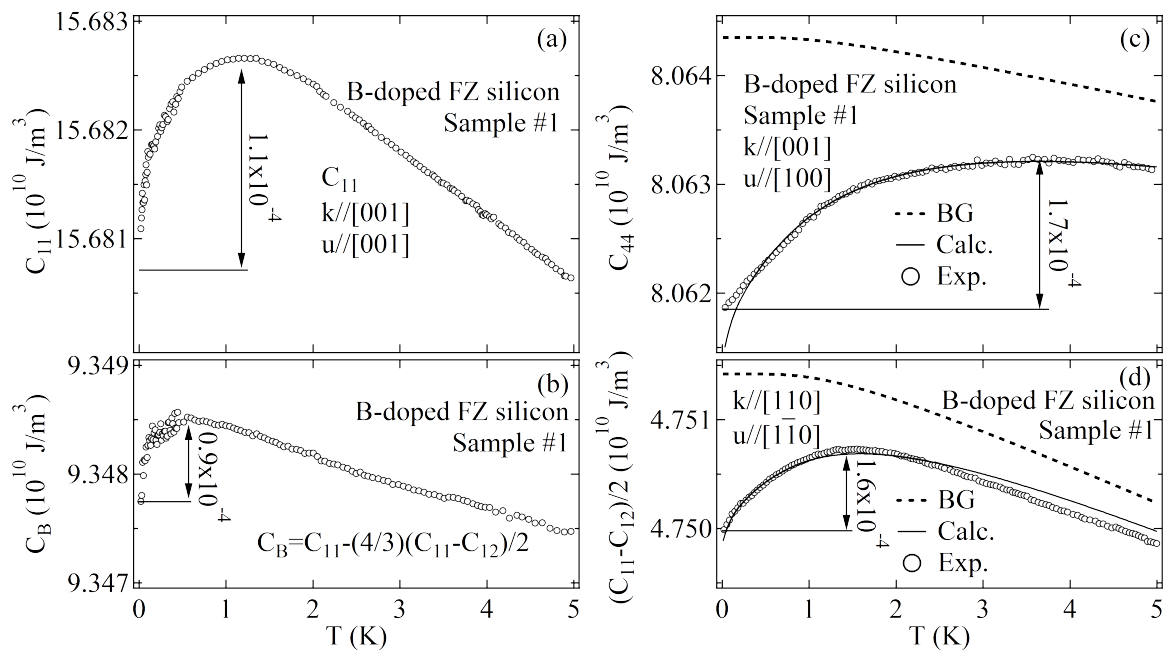 15.683
15.682
15.681
C11 (10^10 J/m^3)
(a)
B-doped FZ silicon
Sample #1
1.1x10^-4
C11
k//[001]
u//[001]
9.349
9.348
9.347
CB (10^10 J/m^3)
(b)
B-doped FZ silicon
Sample #1
0.9x10^-4
CB=C11-(4/3)(C11-C12)/2
0
1
2
3
4
5
T (K)
8.064
8.063
8.062
C44 (10^10 J/m^3)
(c)
B-doped FZ silicon
Sample #1
k//[001]
u//[100]
BG
Calc.
Exp.
1.7x10^-4
4.751
4.750
(C11-C12)/2 (10^10 J/m^3)
(d)
k//[110]
u//[11̄0]
B-doped FZ silicon
Sample #1
1.6x10^-4
BG
Calc.
Exp.
0
1
2
3
4
5
T (K)